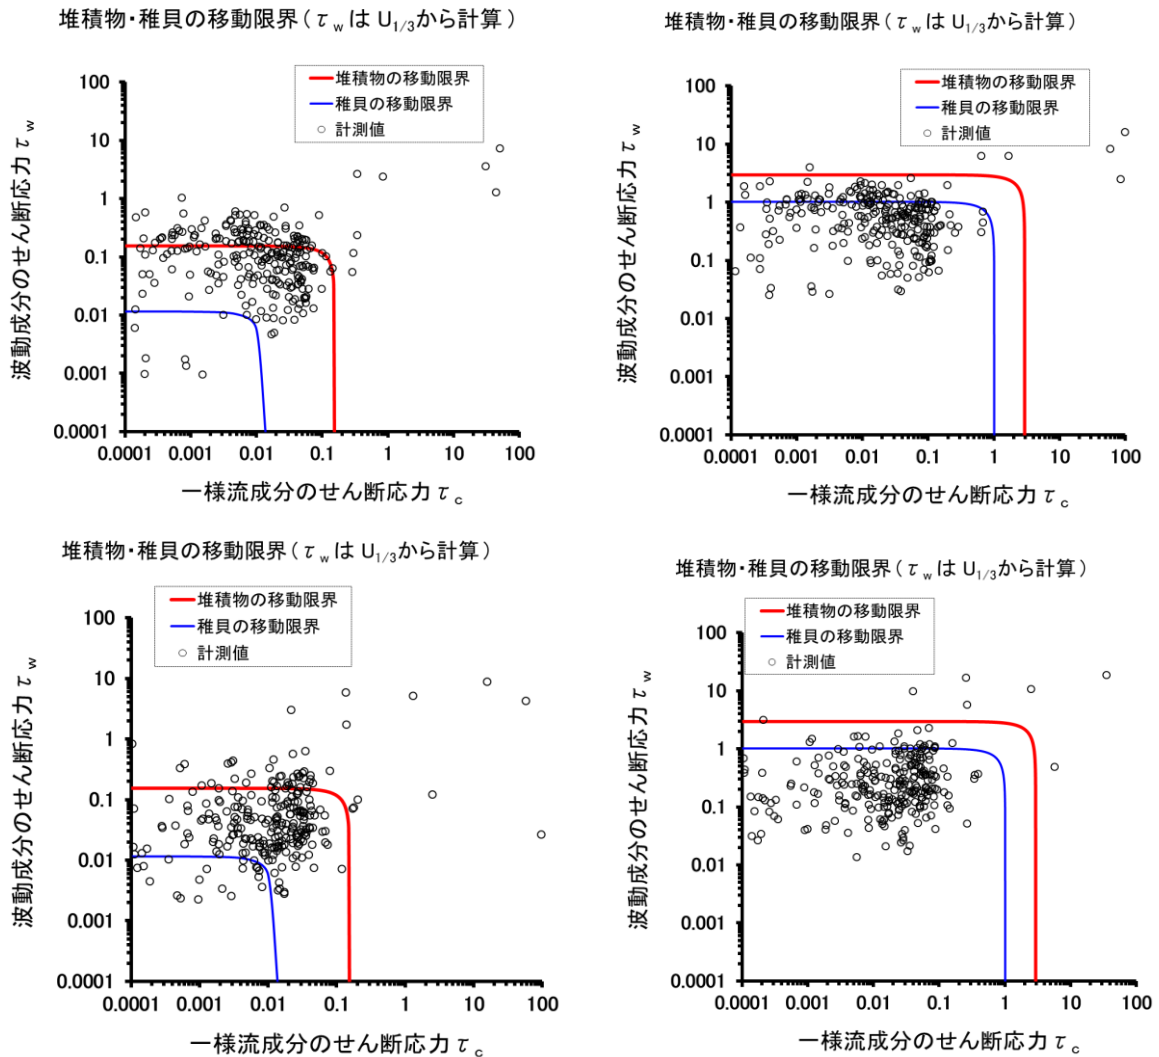 堆積物・稚貝の移動限界(τw は U1/3から計算)
堆積物の移動限界
稚貝の移動限界
計測値
波動成分のせん断応力 τw
100
10
1
0.1
0.01
0.001
0.0001
0.0001 0.001 0.01 0.1 1 10 100
一様流成分のせん断応力 τc
堆積物・稚貝の移動限界(τw は U1/3から計算)
堆積物の移動限界
稚貝の移動限界
計測値
波動成分のせん断応力 τw
100
10
1
0.1
0.01
0.001
0.0001
0.0001 0.001 0.01 0.1 1 10 100
一様流成分のせん断応力 τc
堆積物・稚貝の移動限界(τw は U1/3から計算)
堆積物の移動限界
稚貝の移動限界
計測値
波動成分のせん断応力 τw
100
10
1
0.1
0.01
0.001
0.0001
0.0001 0.001 0.01 0.1 1 10 100
一様流成分のせん断応力 τc
堆積物・稚貝の移動限界(τw は U1/3から計算)
堆積物の移動限界
稚貝の移動限界
計測値
波動成分のせん断応力 τw
100
10
1
0.1
0.01
0.001
0.0001
0.0001 0.001 0.01 0.1 1 10 100
一様流成分のせん断応力 τc